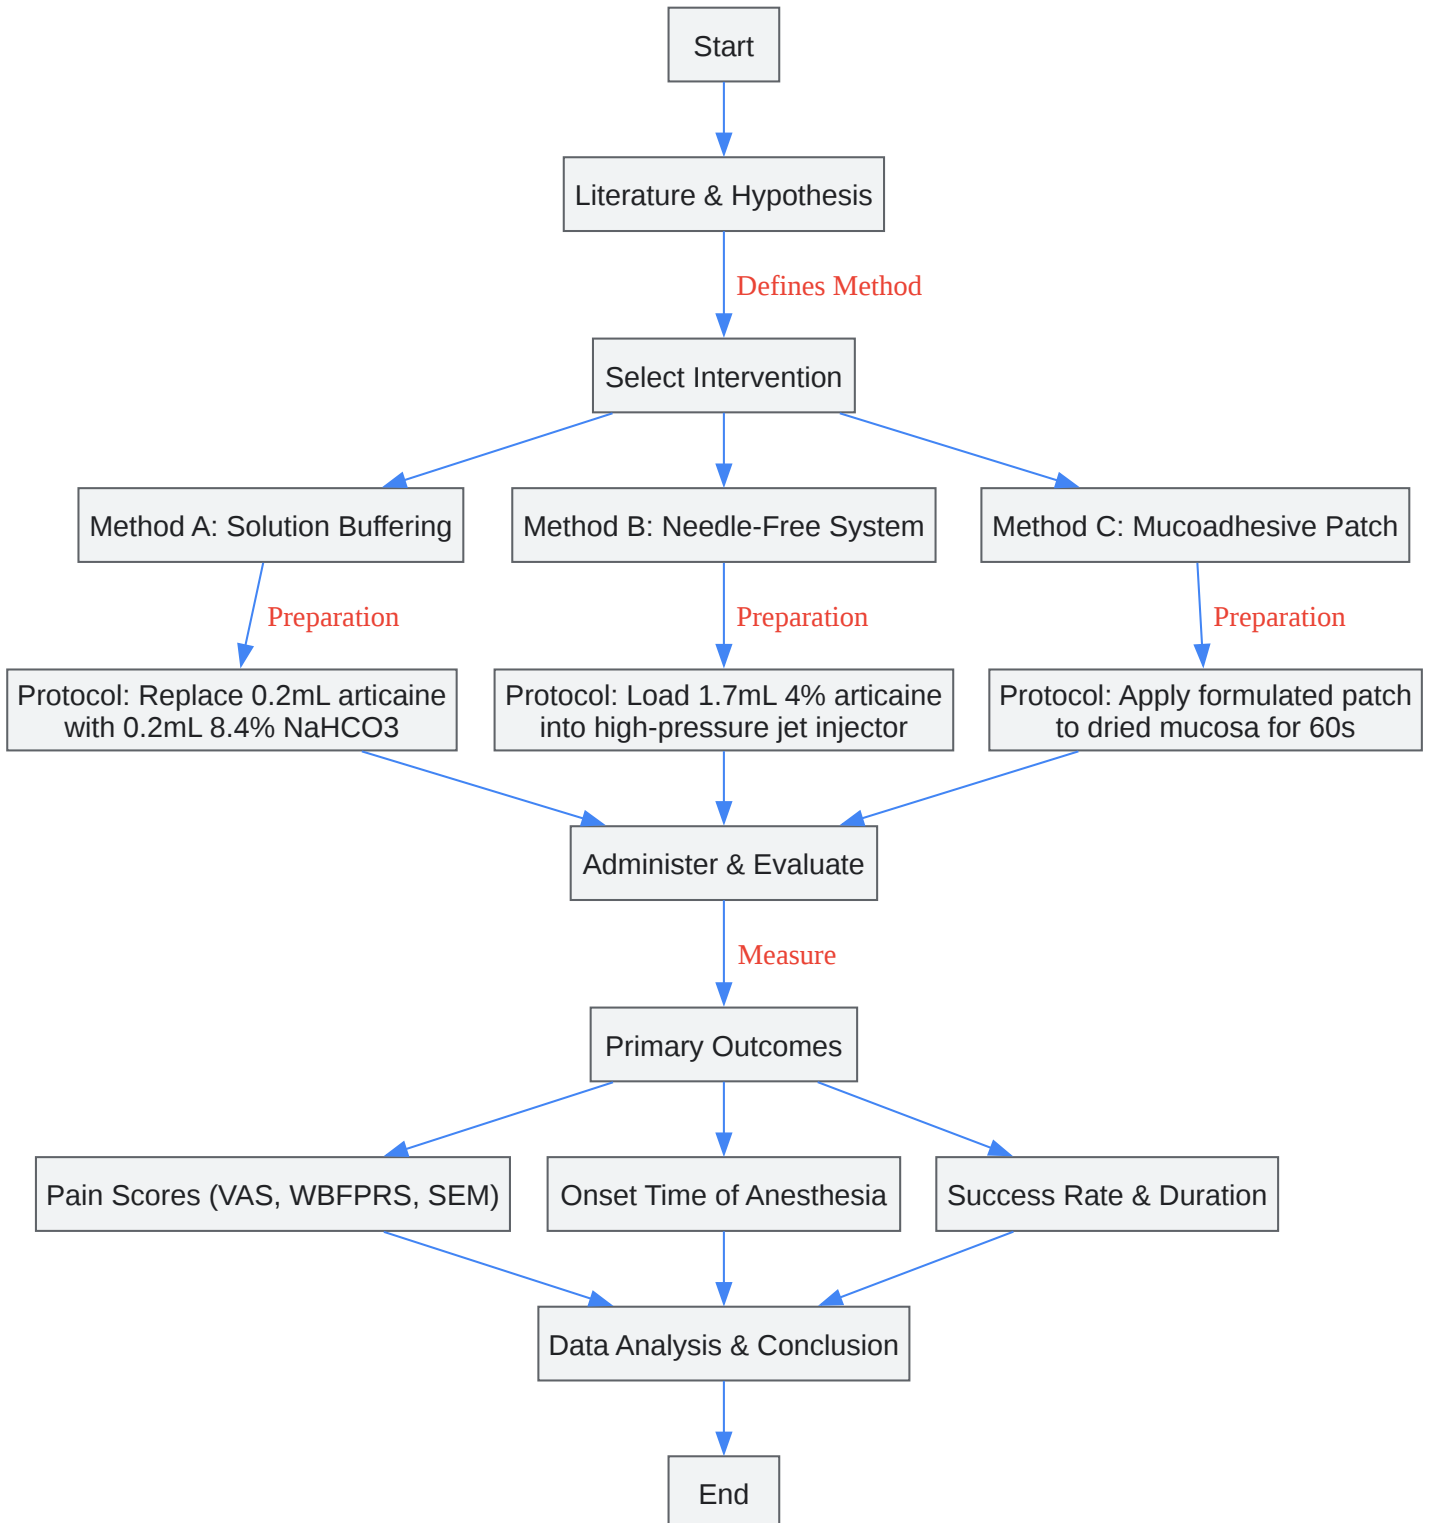 Start
Literature & Hypothesis
Defines Method
Select Intervention
Method A: Solution Buffering
Method B: Needle-Free System
Method C: Mucoadhesive Patch
Preparation
Preparation
Preparation
Protocol: Replace 0.2mL articaine
with 0.2mL 8.4% NaHCO3
Protocol: Load 1.7mL 4% articaine
into high-pressure jet injector
Protocol: Apply formulated patch
to dried mucosa for 60s
Administer & Evaluate
Measure
Primary Outcomes
Pain Scores (VAS, WBFPRS, SEM)
Onset Time of Anesthesia
Success Rate & Duration
Data Analysis & Conclusion
End